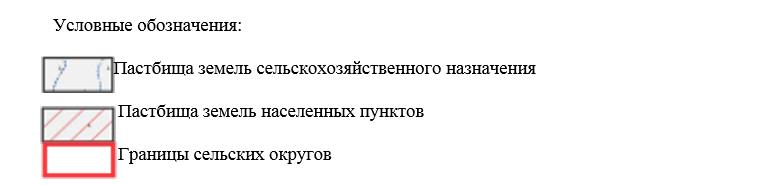 Условные обозначения:
Пастбища земель сельскохозяйственного назначения
Пастбища земель населенных пунктов
Границы сельских округов